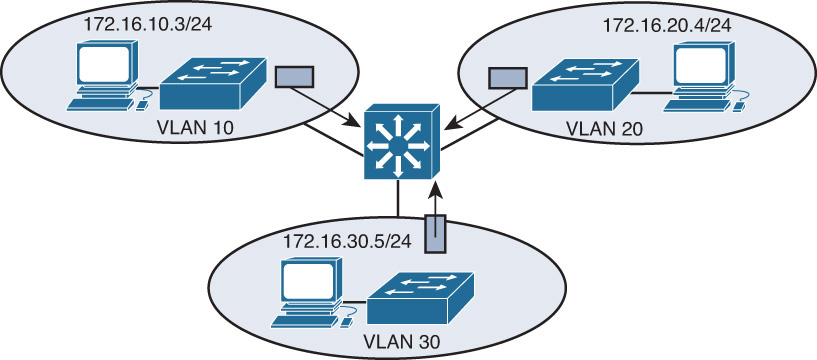 172.16.10.3/24
172.16.20.4/24
VLAN 10
VLAN 20
172.16.30.5/24
VLAN 30